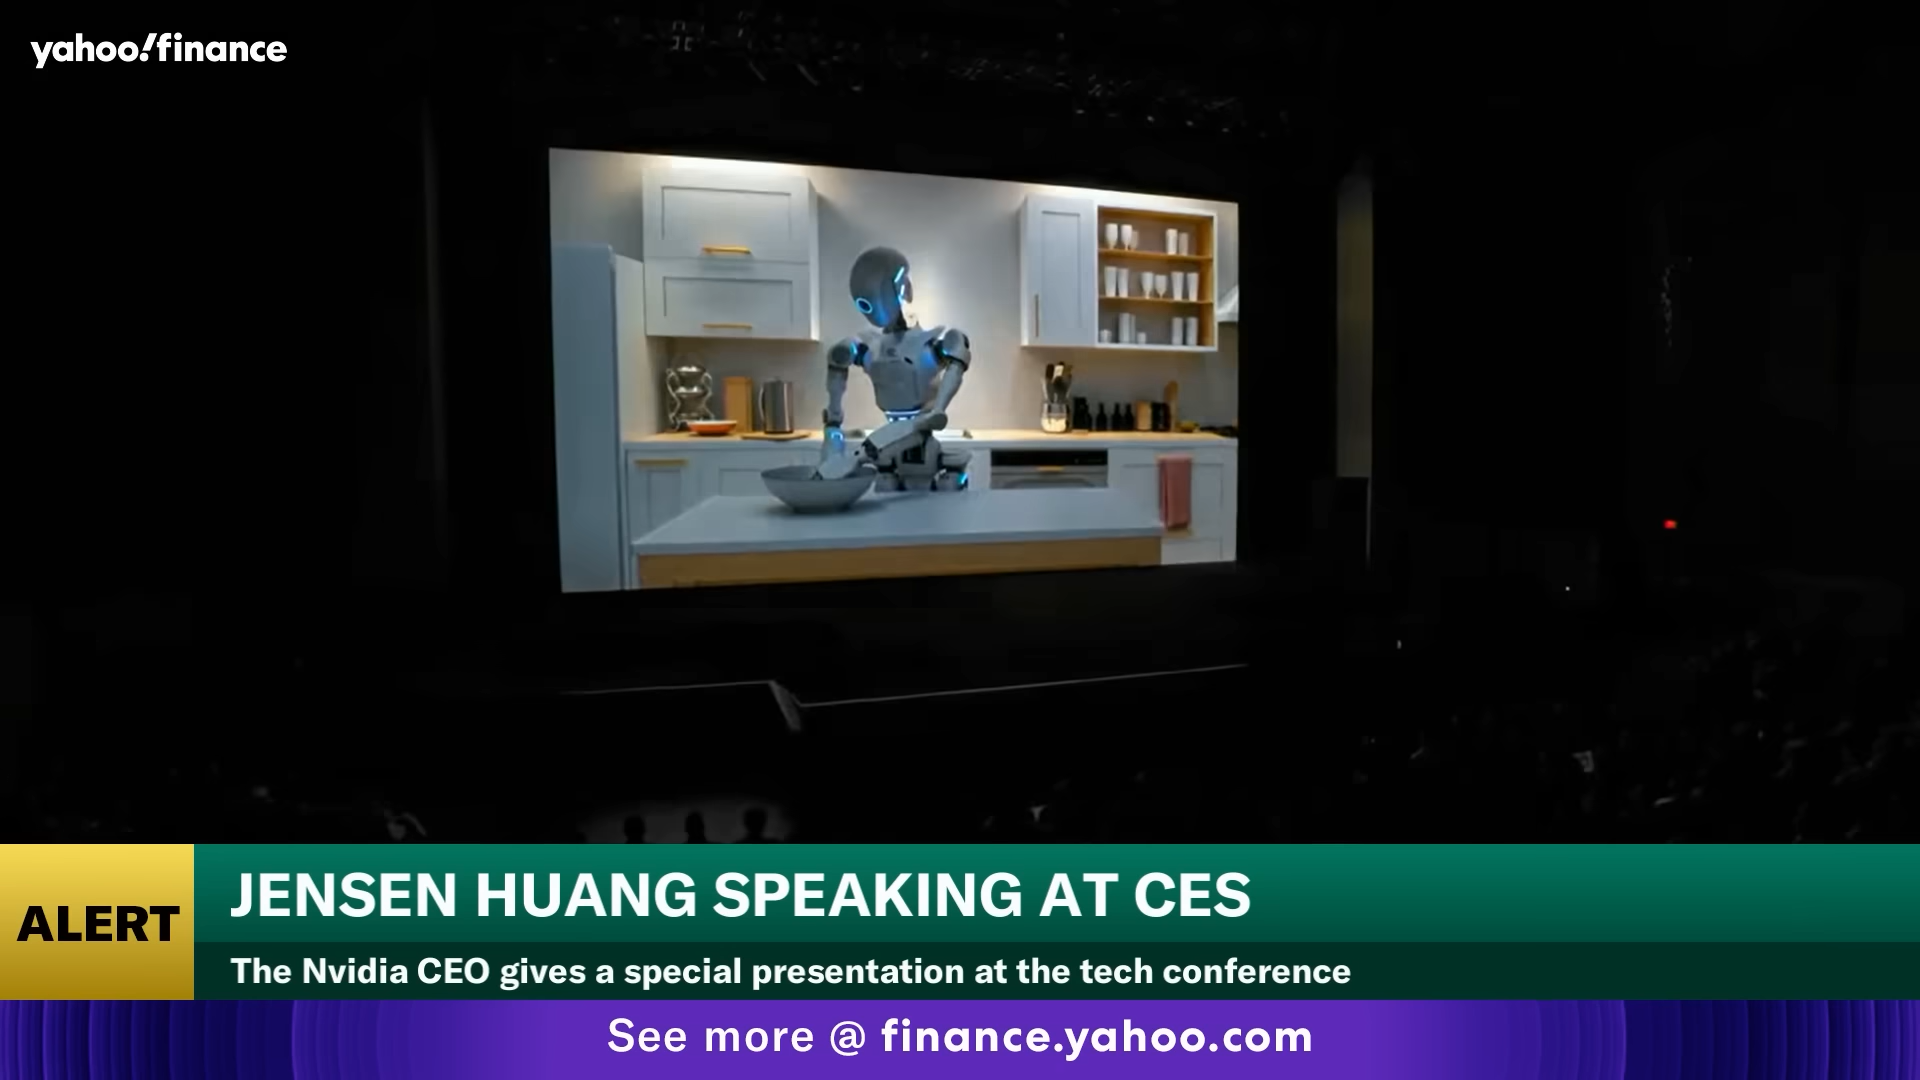 yahoo!finance
ALERT
JENSEN HUANG SPEAKING AT CES
The Nvidia CEO gives a special presentation at the tech conference
See more @ finance.yahoo.com